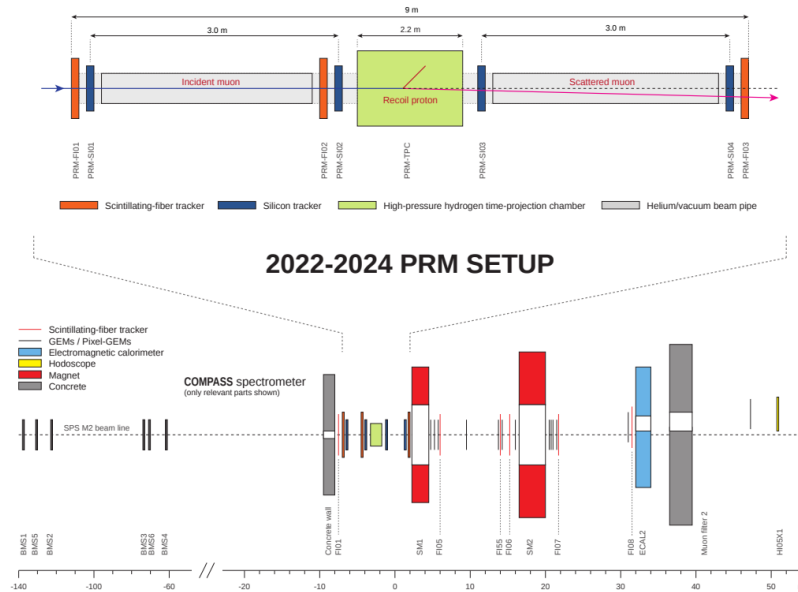 9 m
3.0 m
2.2 m
3.0 m
Incident muon
Scattered muon
Recoil proton
PRM-FI01
PRM-SI01
PRM-FI02
PRM-SI02
PRM-TPC
PRM-SI03
PRM-SI04
PRM-FI03
Scintillating-fiber tracker
Silicon tracker
High-pressure hydrogen time-projection chamber
Helium/vacuum beam pipe
2022-2024 PRM SETUP
Scintillating-fiber tracker
GEMs / Pixel-GEMs
Electromagnetic calorimeter
Hodoscope
Magnet
Concrete
COMPASS spectrometer
(only relevant parts shown)
SPS M2 beam line
BMS1
BMS5
BMS2
BMS3
BMS6
BMS4
Concrete wall
FI01
SM1
FI05
FI55
FI06
SM2
FI07
FI08
ECAL2
Muon filter 2
HI05X1
-140
-100
-60
-20
-10
0
10
20
30
40
50